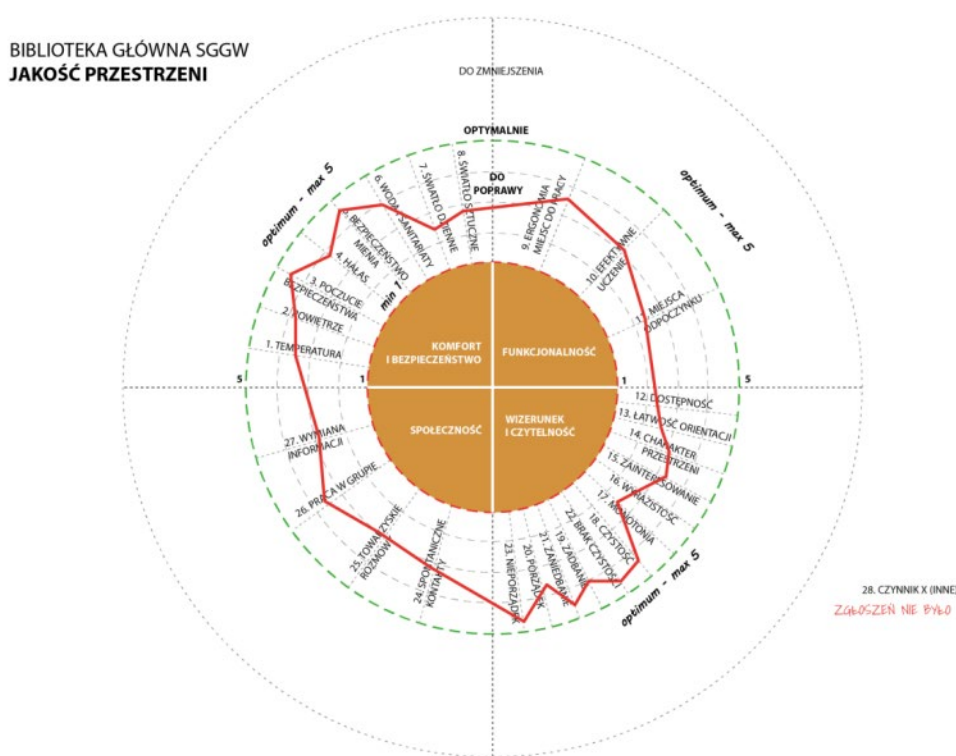 BIBLIOTEKA GŁÓWNA SGGW
JAKOŚĆ PRZESTRZENI
DO ZMNIEJSZENIA
OPTYMALNIE
DO
POPRAWY
optimum - max 5
optimum - max 5
optimum - max 5
min 1
5
1
1
5
KOMFORT
I BEZPIECZEŃSTWO
FUNKCJONALNOŚĆ
SPOŁECZNOŚĆ
WIZERUNEK
I CZYTELNOŚĆ
1. TEMPERATURA
2. POWIETRZE
3. POCZUCIE
BEZPIECZEŃSTWA
4. HAŁAS
5. BEZPIECZEŃSTWO
MIENIA
6. WODA, SANITARIATY
7. ŚWIATŁO DZIENNE
8. ŚWIATŁO SZTUCZNE
9. ERGONOMIA
MIEJSC DO PRACY
10. EFEKTYWNE
UCZENIE
11. MIEJSCA
ODPOCZYNKU
12. DOSTĘPNOŚĆ
13. ŁATWOŚĆ ORIENTACJI
14. CHARAKTER
PRZESTRZENI
15. ZAINTERESOWANIE
16. WYRAZISTOŚĆ
17. MONOTONIA
18. CZYSTOŚĆ
22. BRAK CZYSTOŚCI
19. ZADBANIE
21. ZANIEDBANIE
20. PORZĄDEK
23. NIEPORZĄDEK
24. SPONTANICZNE
KONTAKTY
25. TOWARZYSKIE
ROZMOWY
26. PRACA W GRUPIE
27. WYMIANA
INFORMACJI
28. CZYNNIK X (INNE)
ZGŁOSZEŃ NIE BYŁO